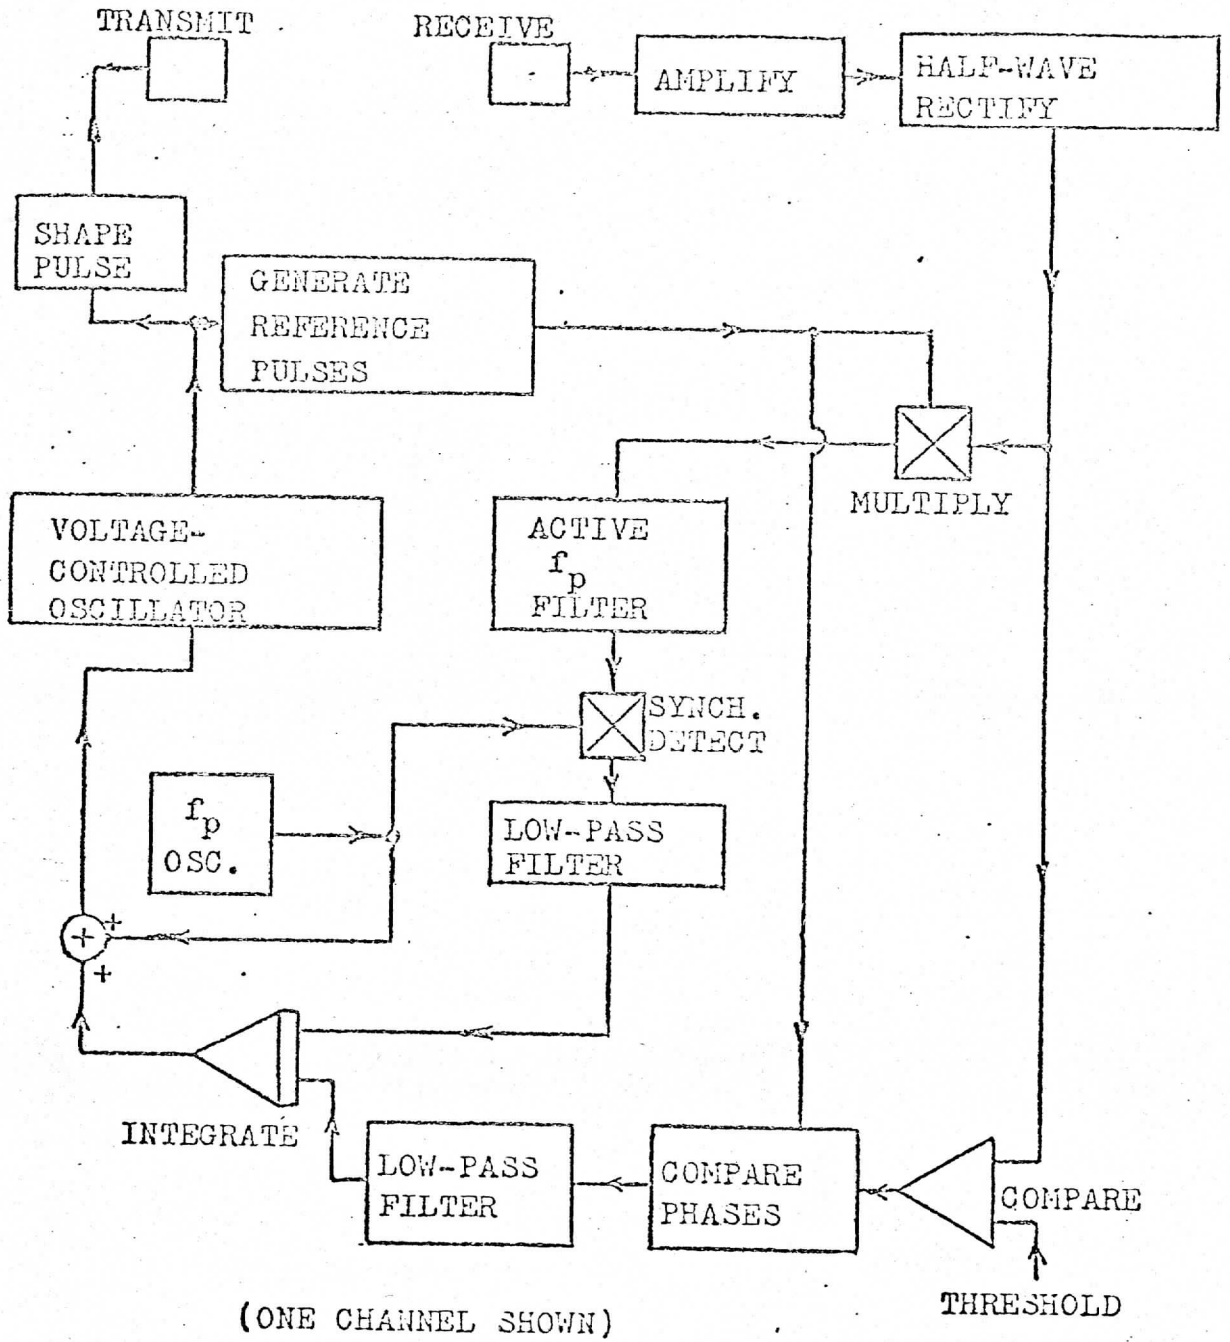 TRANSMIT
RECEIVE
AMPLIFY
HALF-WAVE
RECTIFY
SHAPE
PULSE
GENERATE
REFERENCE
PULSES
MULTIPLY
VOLTAGE-
CONTROLLED
OSCILLATOR
ACTIVE
fp
FILTER
SYNCH.
DETECT
fp
OSC.
LOW-PASS
FILTER
+
+
+
INTEGRATE
LOW-PASS
FILTER
COMPARE
PHASES
COMPARE
THRESHOLD
(ONE CHANNEL SHOWN)